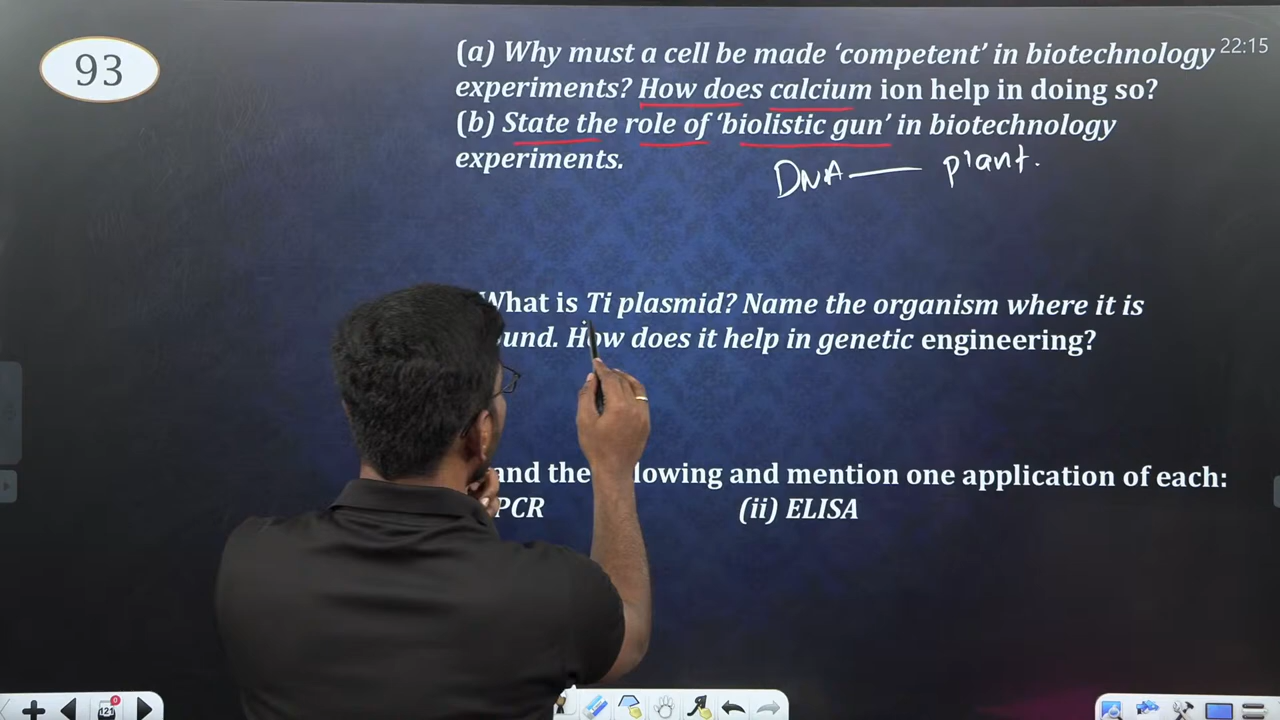 93
22:15
(a) Why must a cell be made ‘competent’ in biotechnology
experiments? How does calcium ion help in doing so?
(b) State the role of ‘biolistic gun’ in biotechnology
experiments.
DNA — plant.
What is Ti plasmid? Name the organism where it is
How does it help in genetic engineering?
and the mention one application of each:
PCR (ii) ELISA
121